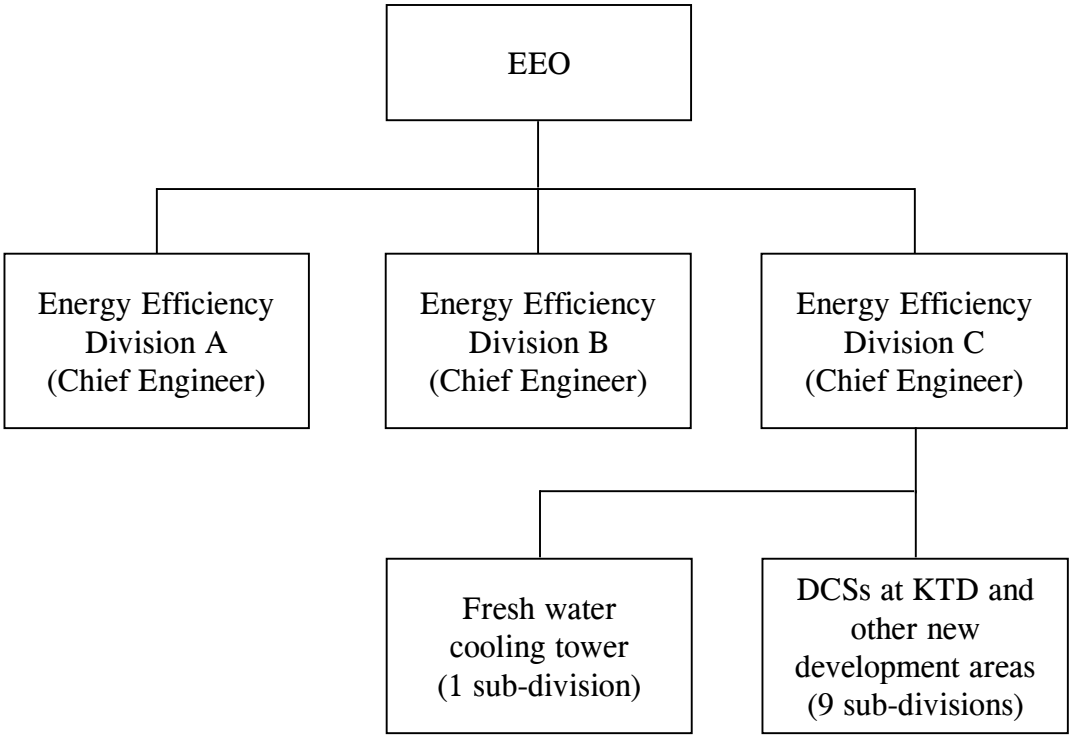 EEO
Energy Efficiency
Division A
(Chief Engineer)
Energy Efficiency
Division B
(Chief Engineer)
Energy Efficiency
Division C
(Chief Engineer)
Fresh water
cooling tower
(1 sub-division)
DCSs at KTD and
other new
development areas
(9 sub-divisions)